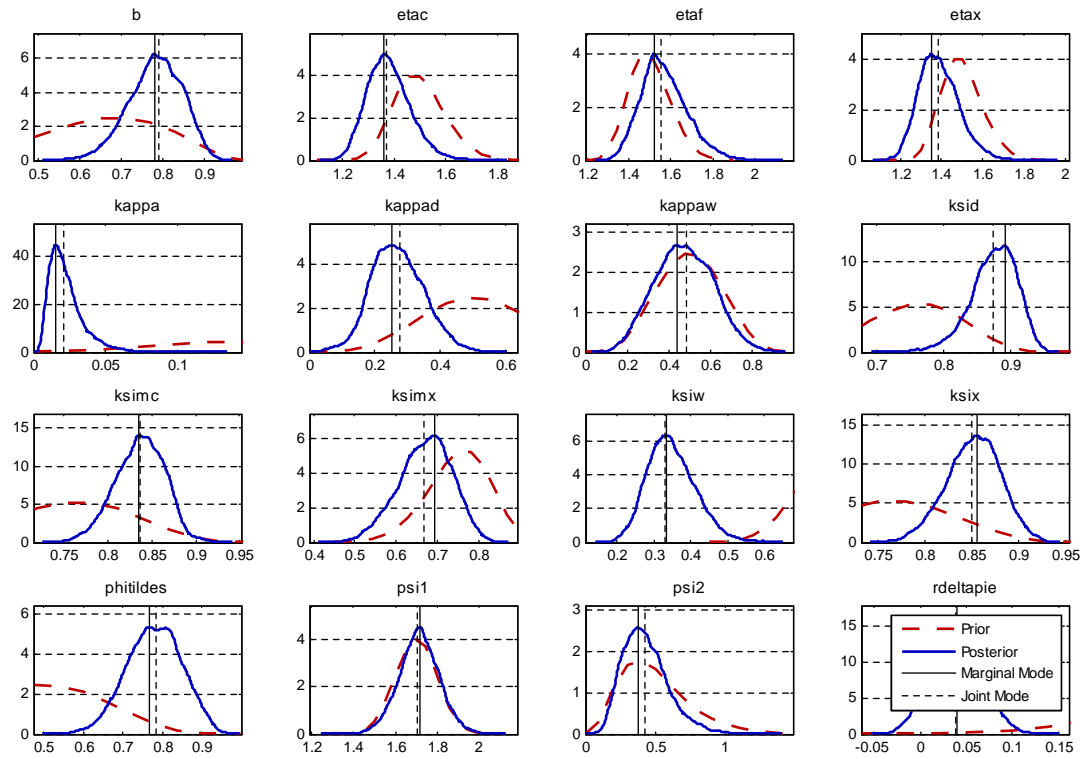 b etac etaf etax
6 4 2 0
0.5 0.6 0.7 0.8 0.9
4 2 0
1.2 1.4 1.6 1.8
4 2 0
1.2 1.4 1.6 1.8 2
4 2 0
1.2 1.4 1.6 1.8 2
kappa kappad kappaw ksid
40 20 0
0 0.05 0.1
4 2 0
0 0.2 0.4 0.6
3 2 1 0
0 0.2 0.4 0.6 0.8
10 5 0
0.7 0.8 0.9
ksimc ksimx ksiw ksix
15 10 5 0
0.75 0.8 0.85 0.9 0.95
6 4 2 0
0.4 0.5 0.6 0.7 0.8
6 4 2 0
0.2 0.3 0.4 0.5 0.6
15 10 5 0
0.75 0.8 0.85 0.9 0.95
phitildes psi1 psi2 rdeltapie
6 4 2 0
0.5 0.6 0.7 0.8 0.9
4 2 0
1.2 1.4 1.6 1.8 2
3 2 1 0
0 0.5 1
15 10 5 0
-0.05 0 0.05 0.1 0.15
Prior
Posterior
Marginal Mode
Joint Mode